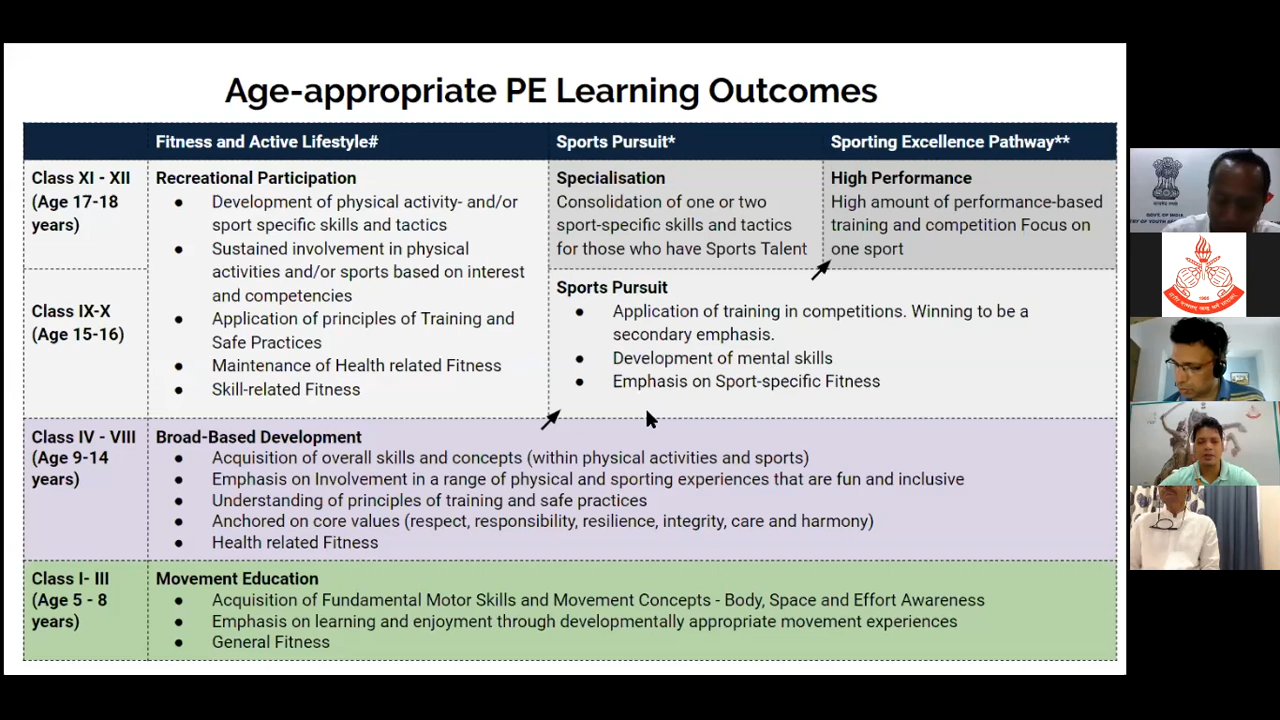 Age-appropriate PE Learning Outcomes
Fitness and Active Lifestyle#
Sports Pursuit*
Sporting Excellence Pathway**
Class XI - XII
(Age 17-18
years)
Class IX-X
(Age 15-16)
Recreational Participation
● Development of physical activity- and/or
sport specific skills and tactics
● Sustained involvement in physical
activities and/or sports based on interest
and competencies
● Application of principles of Training and
Safe Practices
● Maintenance of Health related Fitness
● Skill-related Fitness
Specialisation
Consolidation of one or two
sport-specific skills and tactics
for those who have Sports Talent
High Performance
High amount of performance-based
training and competition Focus on
one sport
Sports Pursuit
● Application of training in competitions. Winning to be a
secondary emphasis.
● Development of mental skills
● Emphasis on Sport-specific Fitness
Class IV - VIII
(Age 9-14
years)
Broad-Based Development
● Acquisition of overall skills and concepts (within physical activities and sports)
● Emphasis on Involvement in a range of physical and sporting experiences that are fun and inclusive
● Understanding of principles of training and safe practices
● Anchored on core values (respect, responsibility, resilience, integrity, care and harmony)
● Health related Fitness
Class I- III
(Age 5 - 8
years)
Movement Education
● Acquisition of Fundamental Motor Skills and Movement Concepts - Body, Space and Effort Awareness
● Emphasis on learning and enjoyment through developmentally appropriate movement experiences
● General Fitness
GOVT. OF INDIA
1965